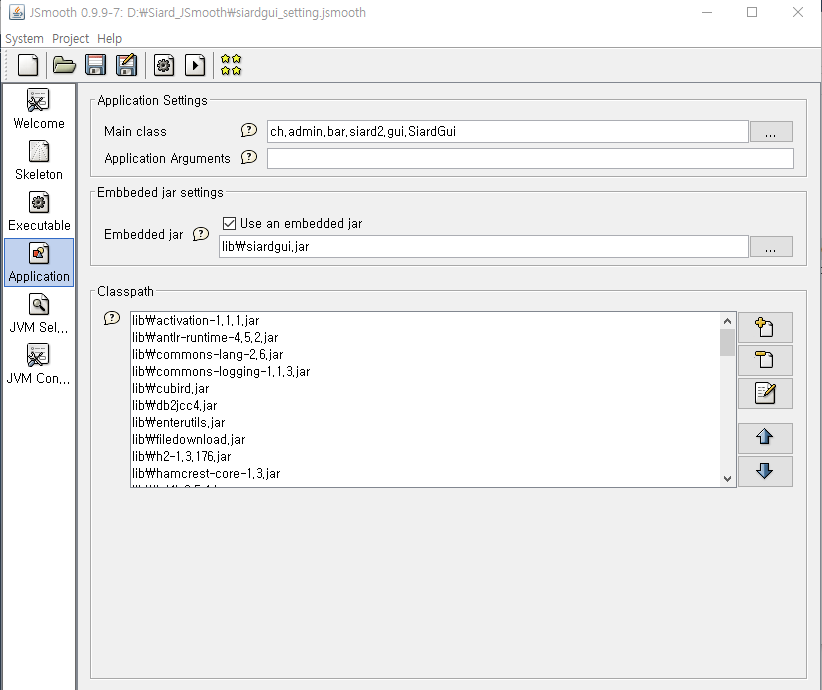 JSmooth 0.9.9-7: D:₩Siard_JSmooth₩siardgui_setting.jsmooth
System Project Help
Welcome
Skeleton
Executable
Application
JVM Sel...
JVM Con...
Application Settings
Main class
ch.admin.bar.siard2.gui.SiardGui
...
Application Arguments
Embbeded jar settings
Embedded jar
Use an embedded jar
lib₩siardgui.jar
...
Classpath
lib₩activation-1.1.1.jar
lib₩antlr-runtime-4.5.2.jar
lib₩commons-lang-2.6.jar
lib₩commons-logging-1.1.3.jar
lib₩cubird.jar
lib₩db2jcc4.jar
lib₩enterutils.jar
lib₩filedownload.jar
lib₩h2-1.3.176.jar
lib₩hamcrest-core-1.3.jar